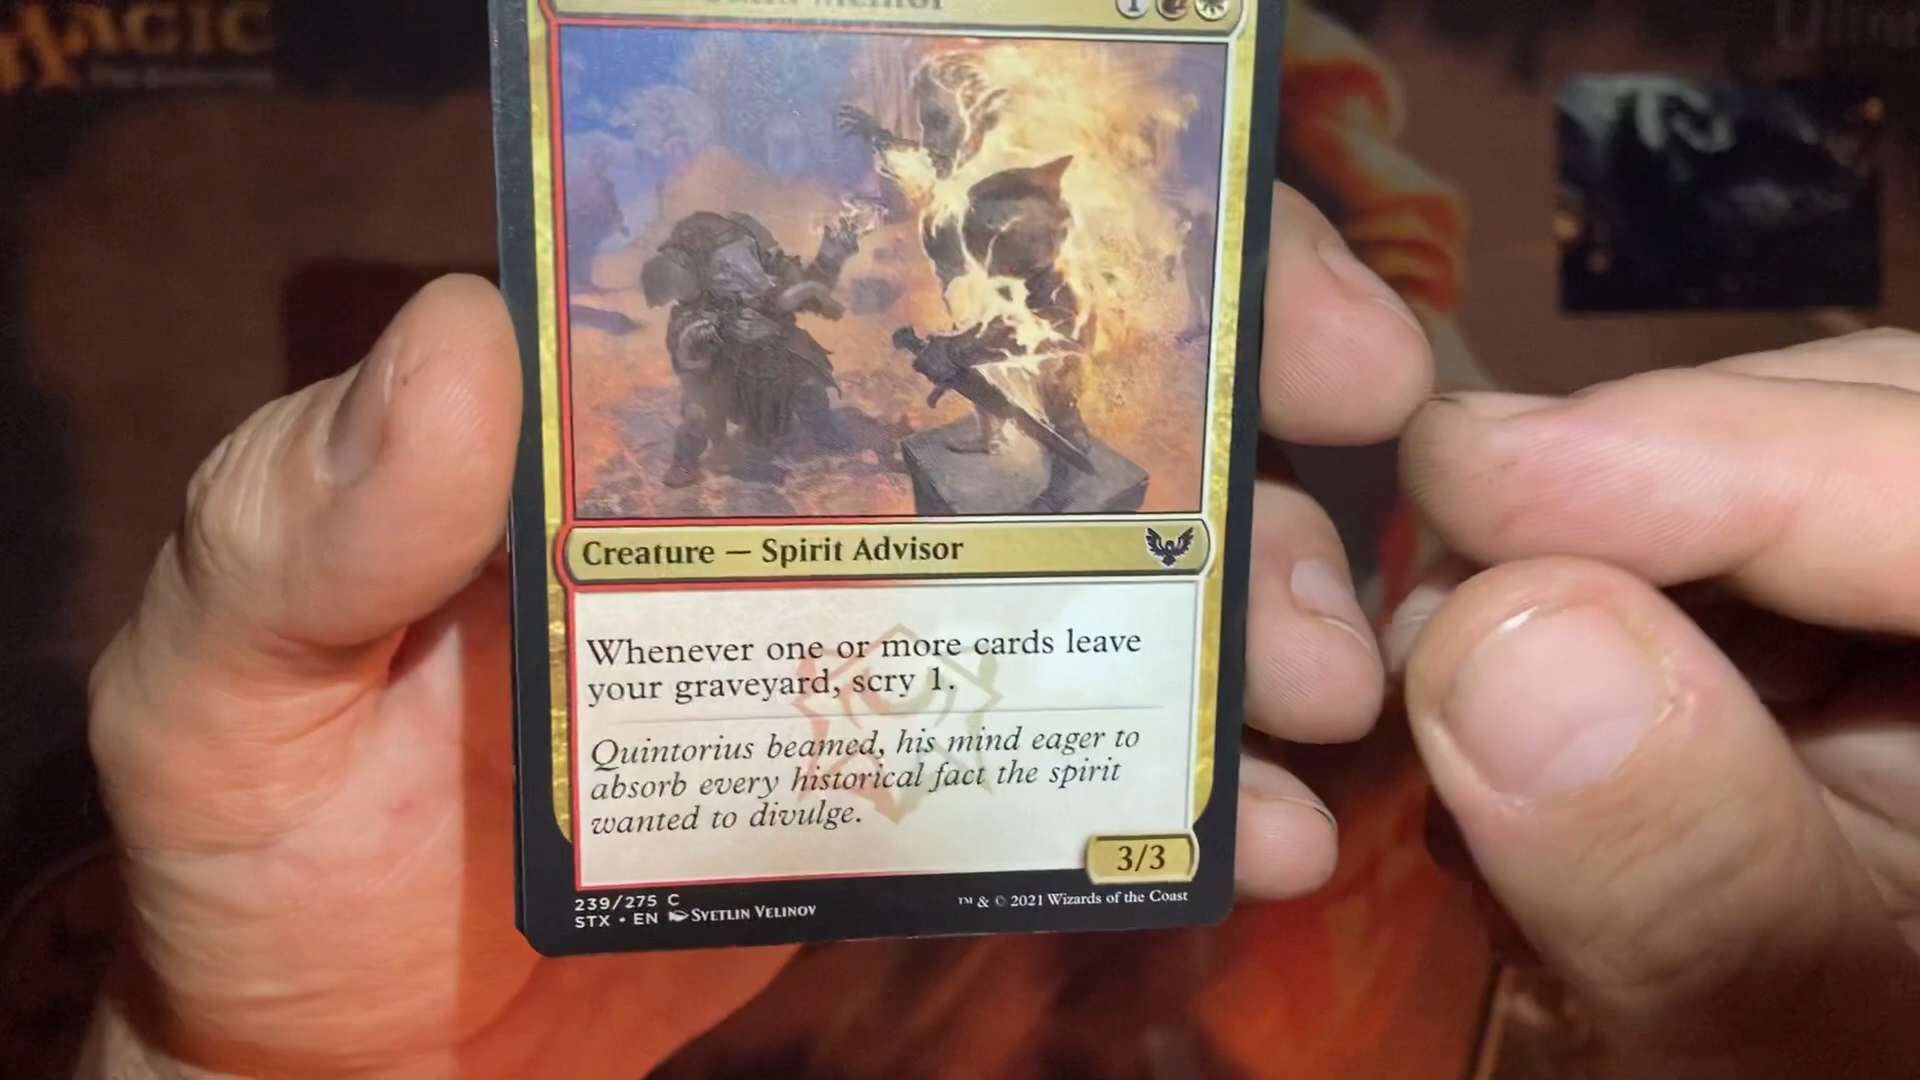 MAGIC
Mentor
1
Creature — Spirit Advisor
Whenever one or more cards leave
your graveyard, scry 1.
Quintorius beamed, his mind eager to
absorb every historical fact the spirit
wanted to divulge.
3/3
239/275 C
STX • EN SVETLIN VELINOV
™ & © 2021 Wizards of the Coast